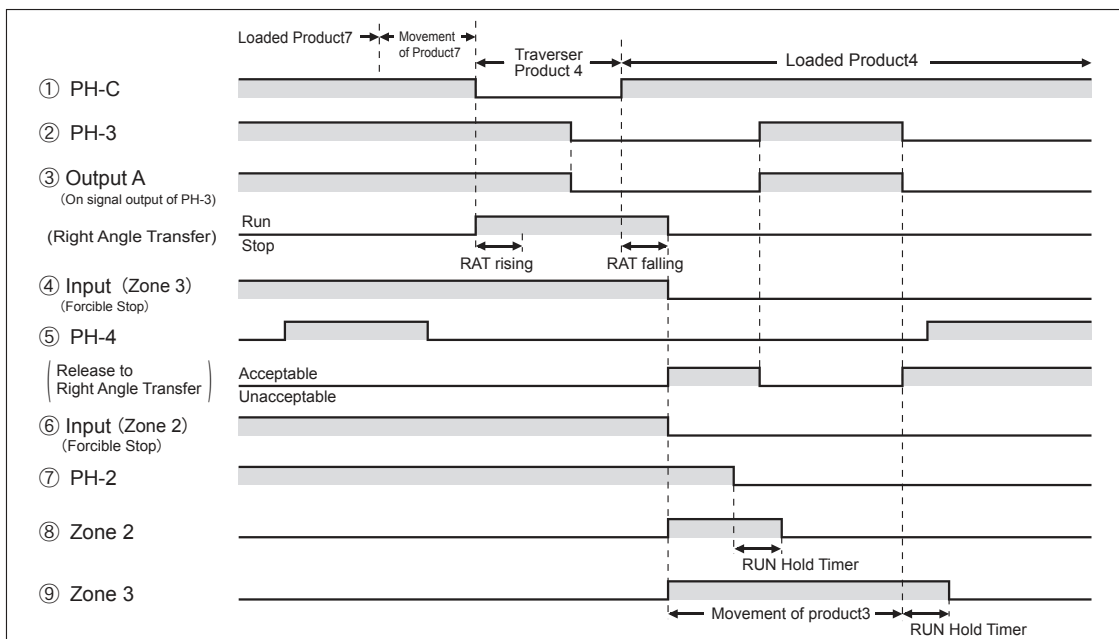 Loaded Product7
Movement
of Product7
Traverser
Product 4
Loaded Product4
① PH-C
② PH-3
③ Output A
(On signal output of PH-3)
(Right Angle Transfer)
Run
Stop
RAT rising
RAT falling
④ Input (Zone 3)
(Forcible Stop)
⑤ PH-4
(Release to
Right Angle Transfer)
Acceptable
Unacceptable
⑥ Input (Zone 2)
(Forcible Stop)
⑦ PH-2
⑧ Zone 2
RUN Hold Timer
⑨ Zone 3
Movement of product3
RUN Hold Timer